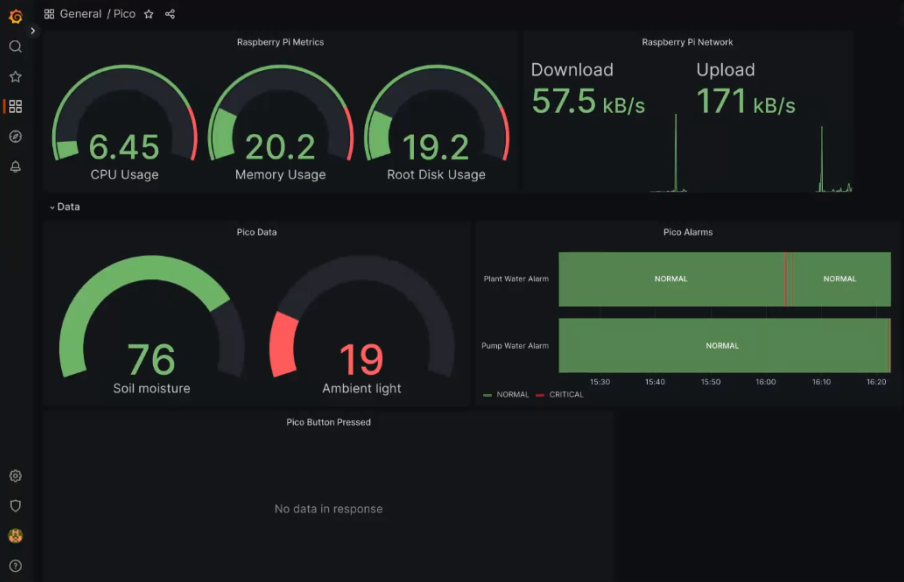 General / Pico
Raspberry Pi Metrics
6.45
CPU Usage
20.2
Memory Usage
19.2
Root Disk Usage
Raspberry Pi Network
Download
57.5 kB/s
Upload
171 kB/s
Data
Pico Data
76
Soil moisture
19
Ambient light
Pico Alarms
Plant Water Alarm
NORMAL
NORMAL
Pump Water Alarm
NORMAL
15:30 15:40 15:50 16:00 16:10 16:20
NORMAL CRITICAL
Pico Button Pressed
No data in response